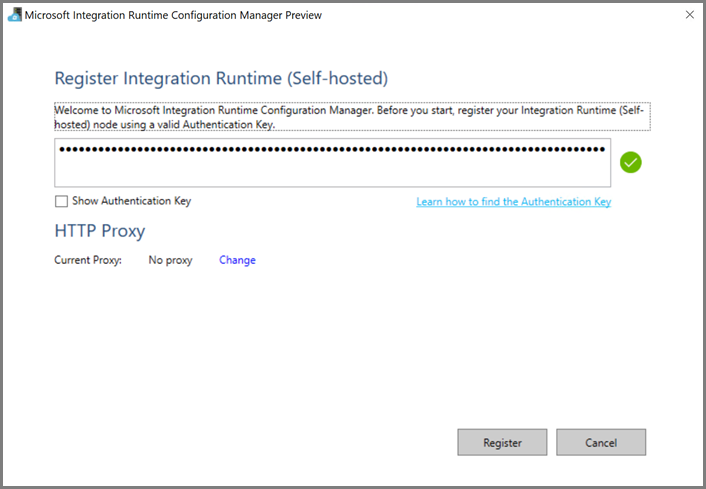 Microsoft Integration Runtime Configuration Manager Preview
Register Integration Runtime (Self-hosted)
Welcome to Microsoft Integration Runtime Configuration Manager. Before you start, register your Integration Runtime (Self-
hosted) node using a valid Authentication Key.
Show Authentication Key
Learn how to find the Authentication Key
HTTP Proxy
Current Proxy: No proxy Change
Register Cancel